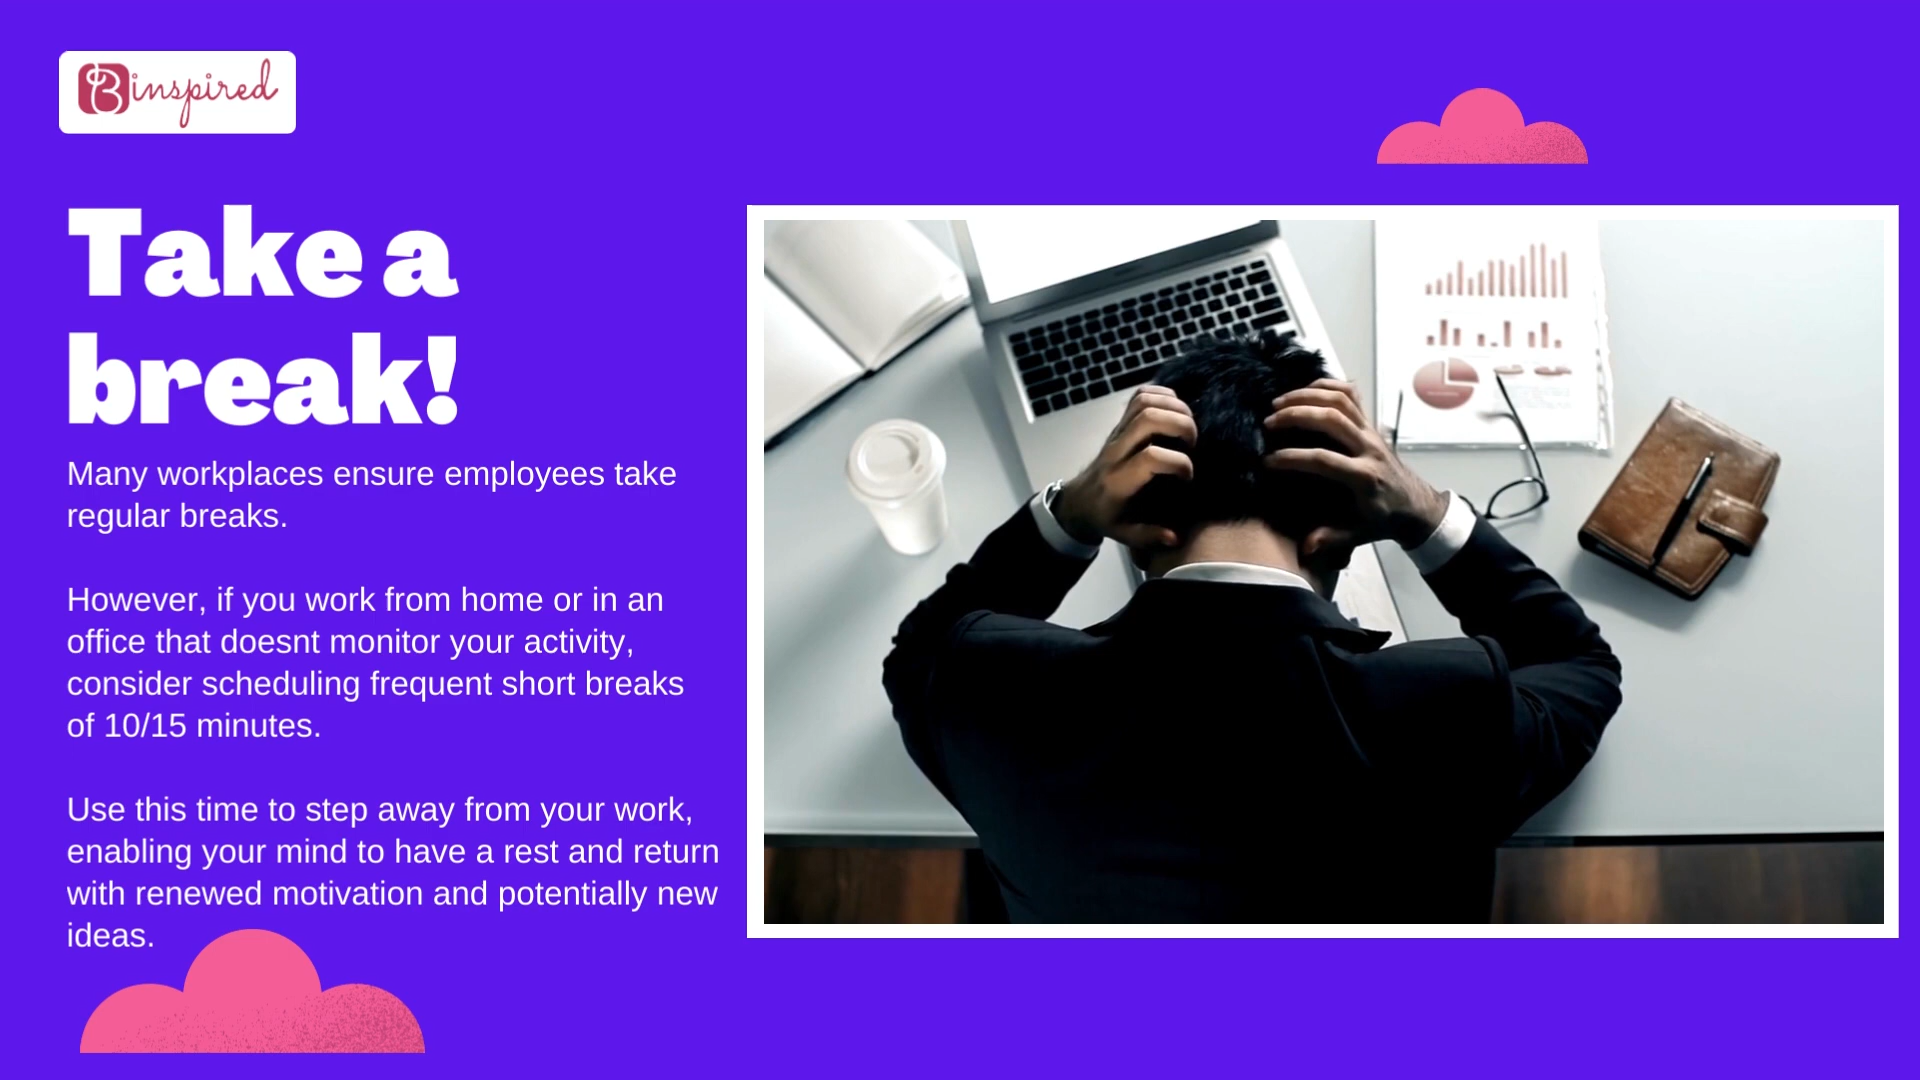 Binspired
Take a
break!
Many workplaces ensure employees take
regular breaks.
However, if you work from home or in an
office that doesnt monitor your activity,
consider scheduling frequent short breaks
of 10/15 minutes.
Use this time to step away from your work,
enabling your mind to have a rest and return
with renewed motivation and potentially new
ideas.